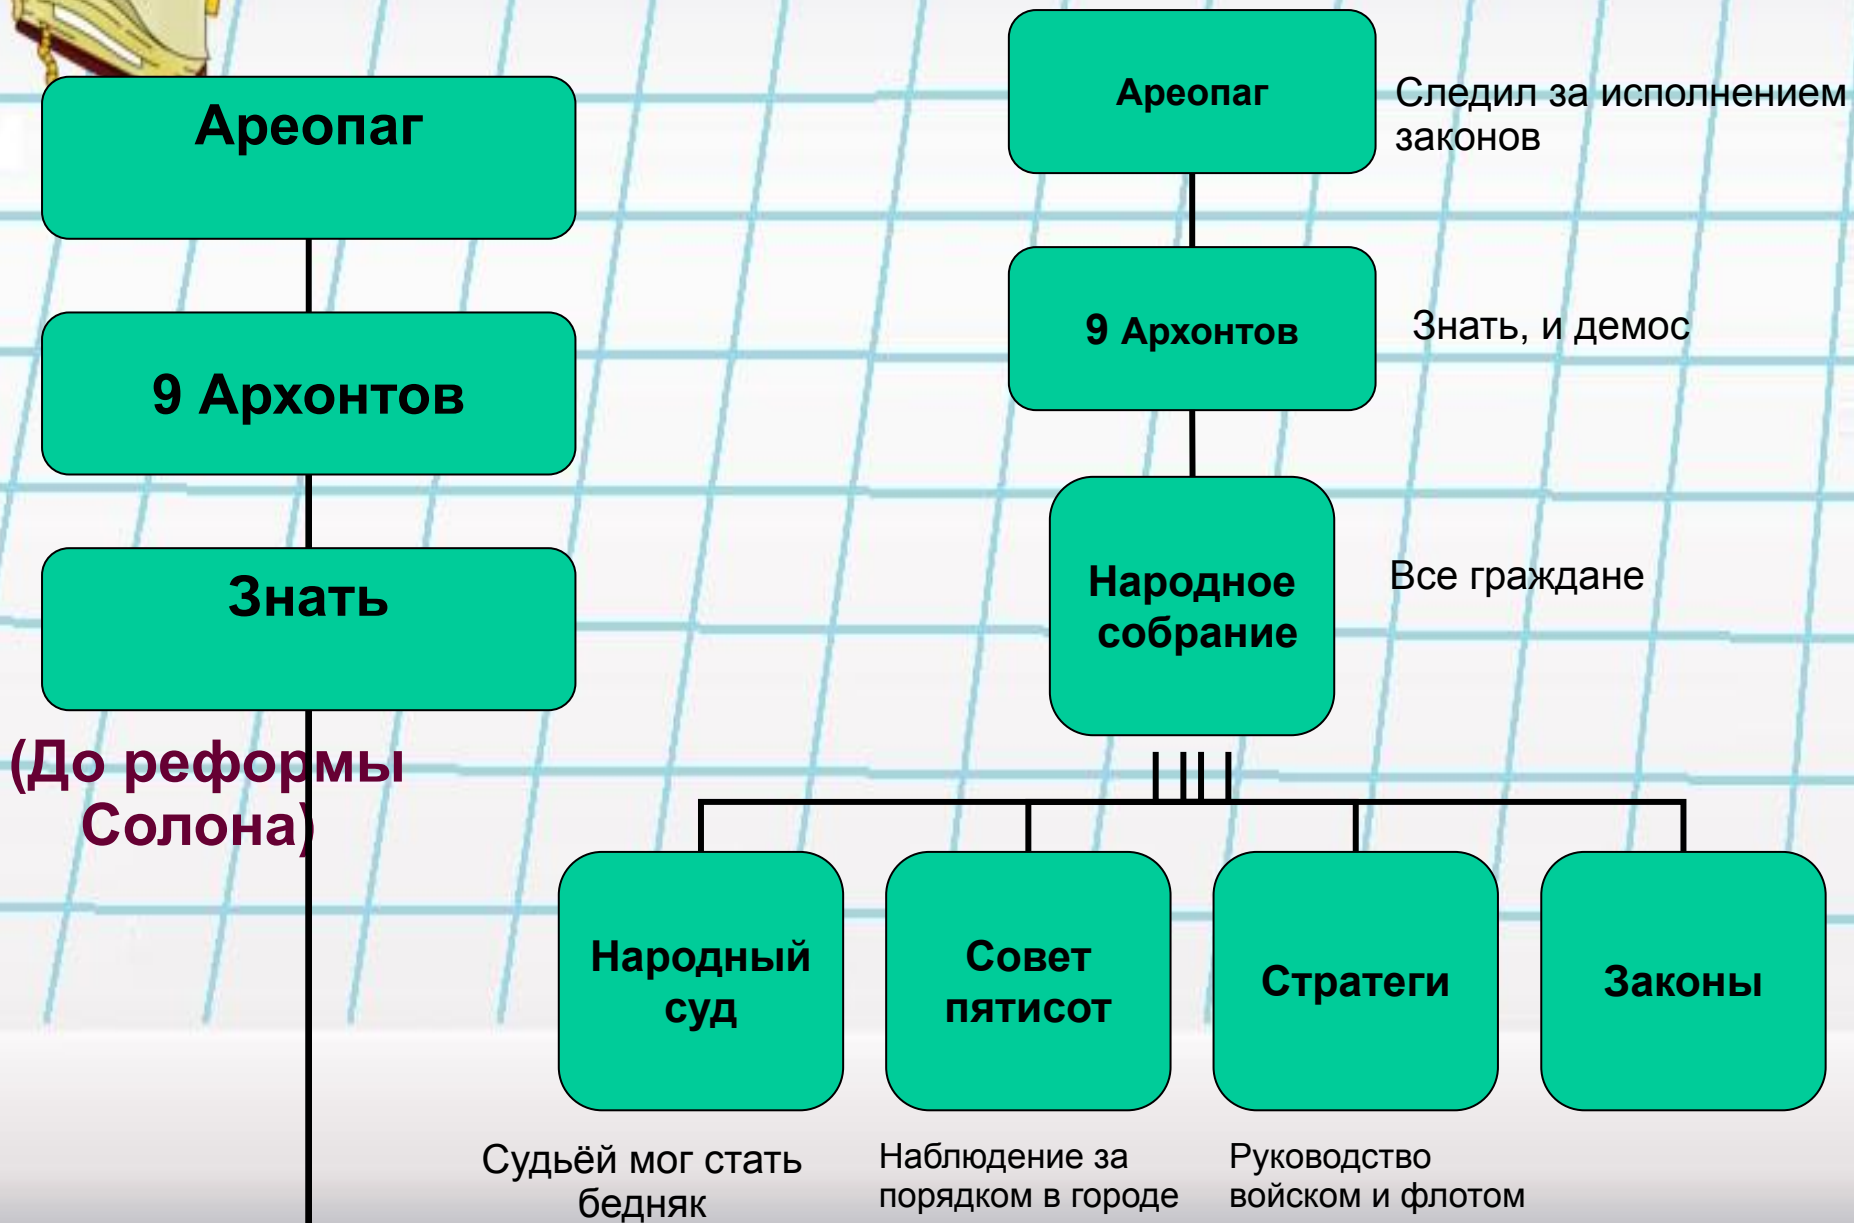 Ареопаг
9 Архонтов
Знать
(До реформы
Солона)
Ареопаг
Следил за исполнением
законов
9 Архонтов
Знать, и демос
Народное
собрание
Все граждане
Народный
суд
Совет
пятисот
Стратеги
Законы
Судьёй мог стать
бедняк
Наблюдение за
порядком в городе
Руководство
войском и флотом